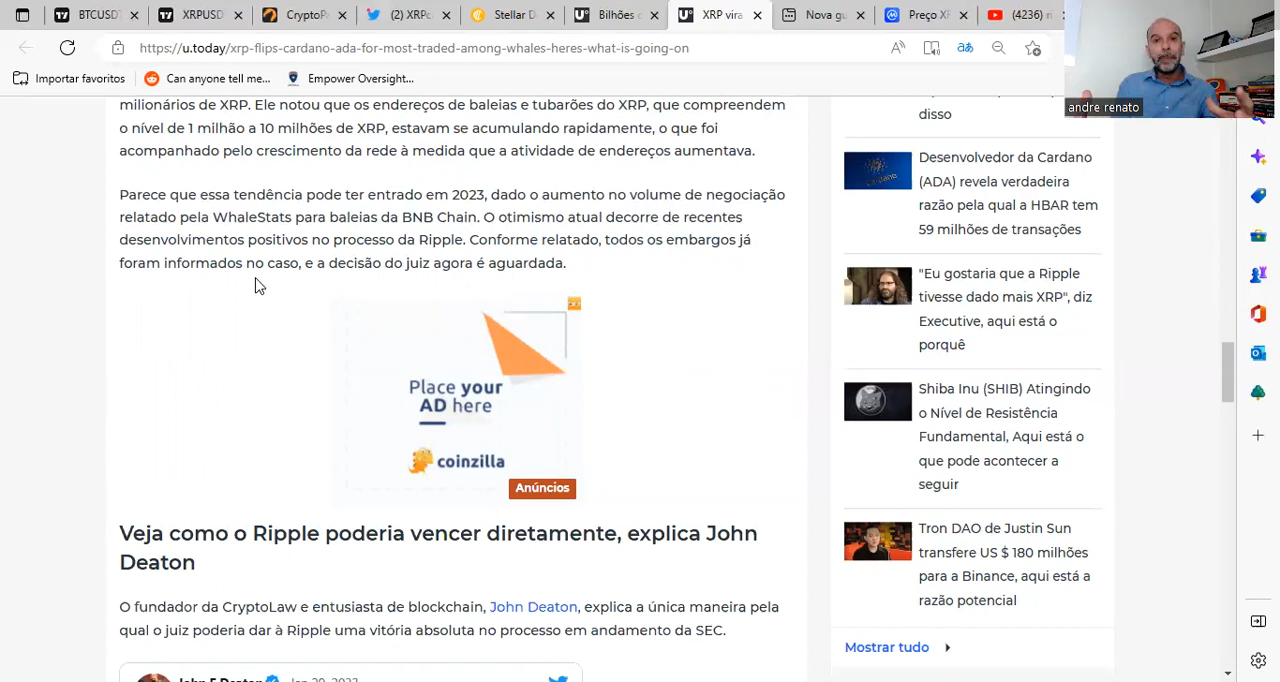 BTCUSDT
XRPUSD
CryptoP
(2) XRPc
Stellar D
Bilhões c
XRP vira
Nova gu
Preço XF
(4236) r
https://u.today/xrp-flips-cardano-ada-for-most-traded-among-whales-heres-what-is-going-on
Importar favoritos
Can anyone tell me...
Empower Oversight...
andre renato
milionários de XRP. Ele notou que os endereços de baleias e tubarões do XRP, que compreendem
o nível de 1 milhão a 10 milhões de XRP, estavam se acumulando rapidamente, o que foi
acompanhado pelo crescimento da rede à medida que a atividade de endereços aumentava.
Parece que essa tendência pode ter entrado em 2023, dado o aumento no volume de negociação
relatado pela WhaleStats para baleias da BNB Chain. O otimismo atual decorre de recentes
desenvolvimentos positivos no processo da Ripple. Conforme relatado, todos os embargos já
foram informados no caso, e a decisão do juiz agora é aguardada.
Place your
AD here
coinzilla
Anúncios
Veja como o Ripple poderia vencer diretamente, explica John
Deaton
O fundador da CryptoLaw e entusiasta de blockchain, John Deaton, explica a única maneira pela
qual o juiz poderia dar à Ripple uma vitória absoluta no processo em andamento da SEC.
disso
Desenvolvedor da Cardano
(ADA) revela verdadeira
razão pela qual a HBAR tem
59 milhões de transações
"Eu gostaria que a Ripple
tivesse dado mais XRP", diz
Executive, aqui está o
porquê
Shiba Inu (SHIB) Atingindo
o Nível de Resistência
Fundamental, Aqui está o
que pode acontecer a
seguir
Tron DAO de Justin Sun
transfere US $ 180 milhões
para a Binance, aqui está a
razão potencial
Mostrar tudo